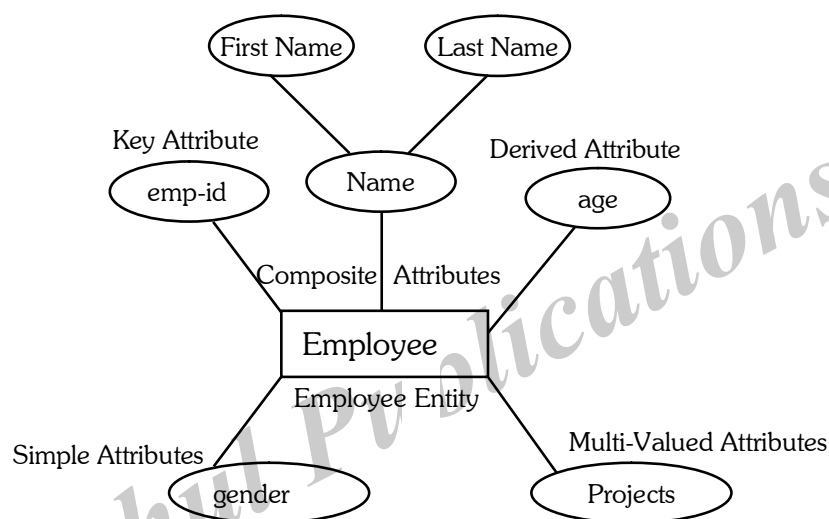 First Name
Last Name
Key Attribute
Derived Attribute
emp-id
Name
age
Composite Attributes
Employee
Employee Entity
Multi-Valued Attributes
Simple Attributes
gender
Projects
Publications